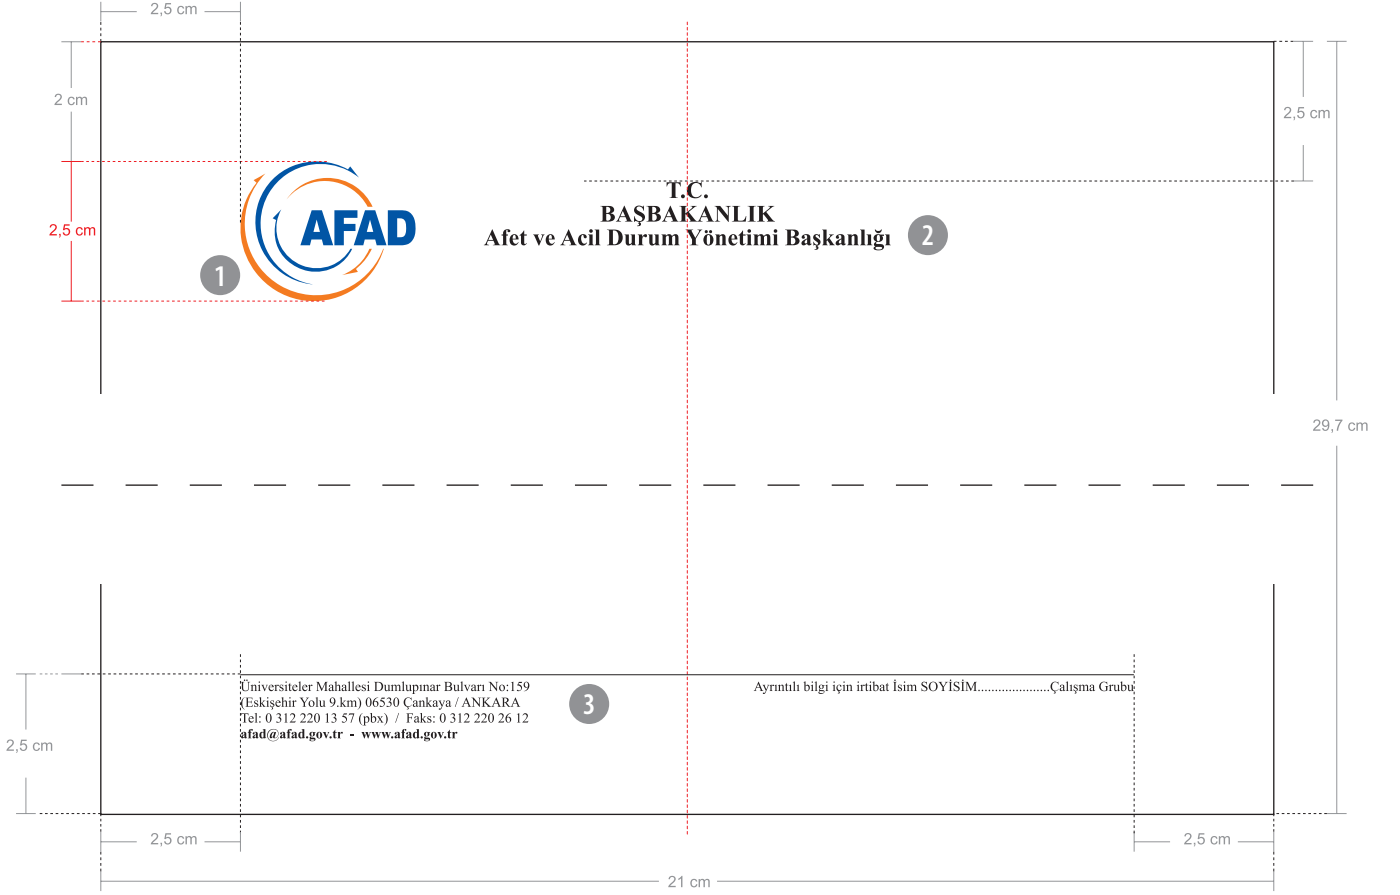 2,5 cm
2 cm
2,5 cm
2,5 cm
AFAD
T.C.
BAŞBAKANLIK
Afet ve Acil Durum Yönetimi Başkanlığı
2
1
29,7 cm
Üniversiteler Mahallesi Dumlupınar Bulvarı No:159
(Eskişehir Yolu 9.km) 06530 Çankaya / ANKARA
Tel: 0 312 220 13 57 (pbx) / Faks: 0 312 220 26 12
afad@afad.gov.tr - www.afad.gov.tr
3
Ayrıntılı bilgi için irtibat İsim SOYİSİM.....................Çalışma Grubu
2,5 cm
2,5 cm
2,5 cm
21 cm